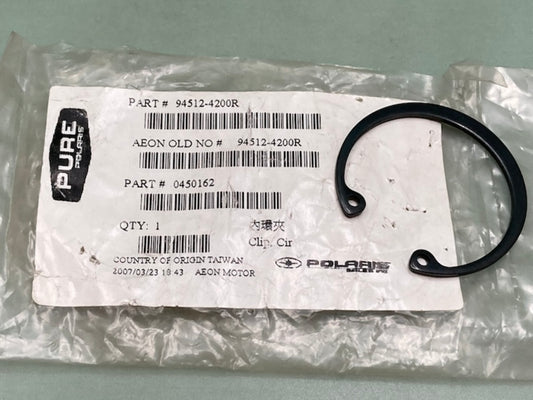 PURE
POLARIS
PART # 94512-4200R
AEON OLD NO # 94512-4200R
PART # 0450162
QTY: 1
內環夾
Clip, Cir
COUNTRY OF ORIGIN TAIWAN
2007/03/23 18 43 AEON MOTOR
POLARIS